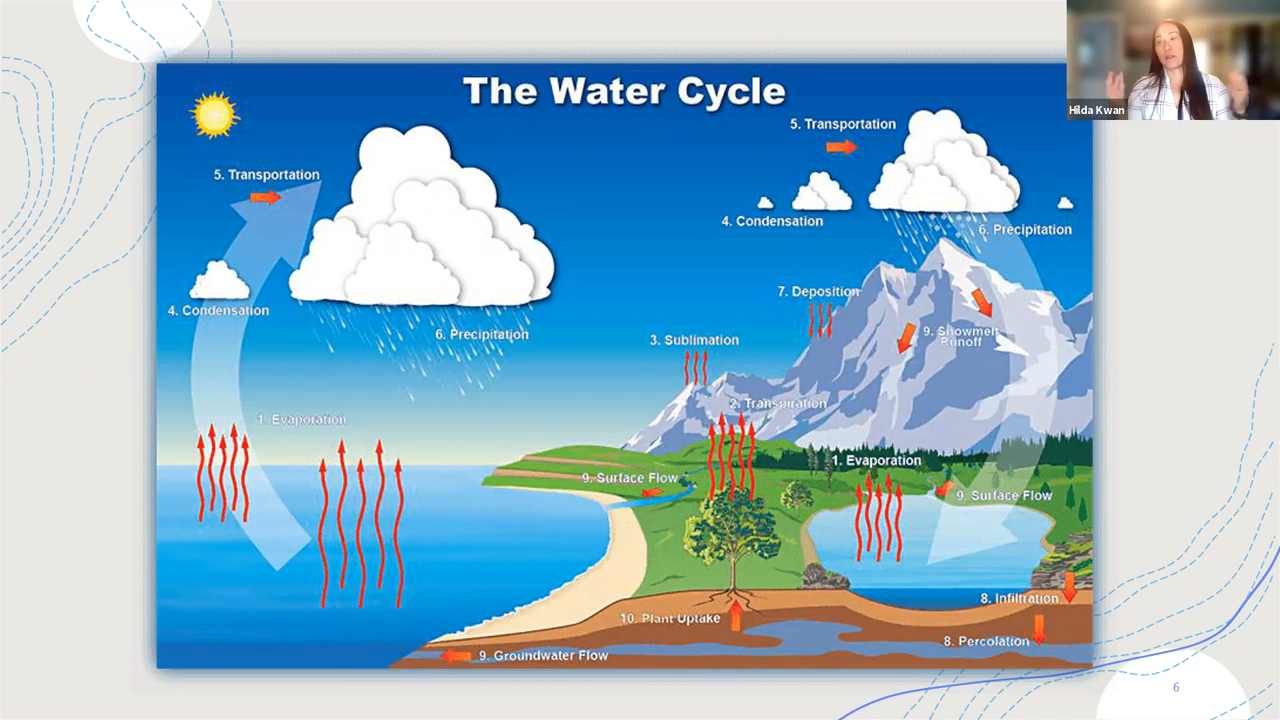 The Water Cycle
Hilda Kwan
5. Transportation
5. Transportation
4. Condensation
6. Precipitation
4. Condensation
7. Deposition
6. Precipitation
3. Sublimation
9. Snowmelt
Runoff
2. Transpiration
1. Evaporation
1. Evaporation
9. Surface Flow
9. Surface Flow
8. Infiltration
10. Plant Uptake
8. Percolation
9. Groundwater Flow
6